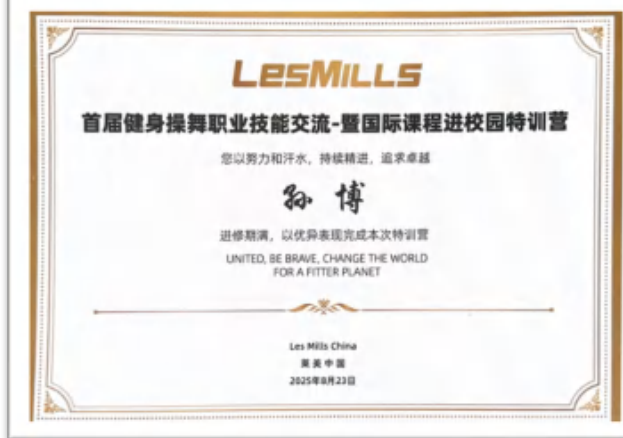 LESMILLS
首届健身操舞职业技能交流-暨国际课程进校园特训营
您以努力和汗水，持续精进，追求卓越
孙 博
进修期满，以优异表现完成本次特训营
UNITED, BE BRAVE, CHANGE THE WORLD
FOR A FITTER PLANET
Les Mills China
莱美中国
2025年8月23日